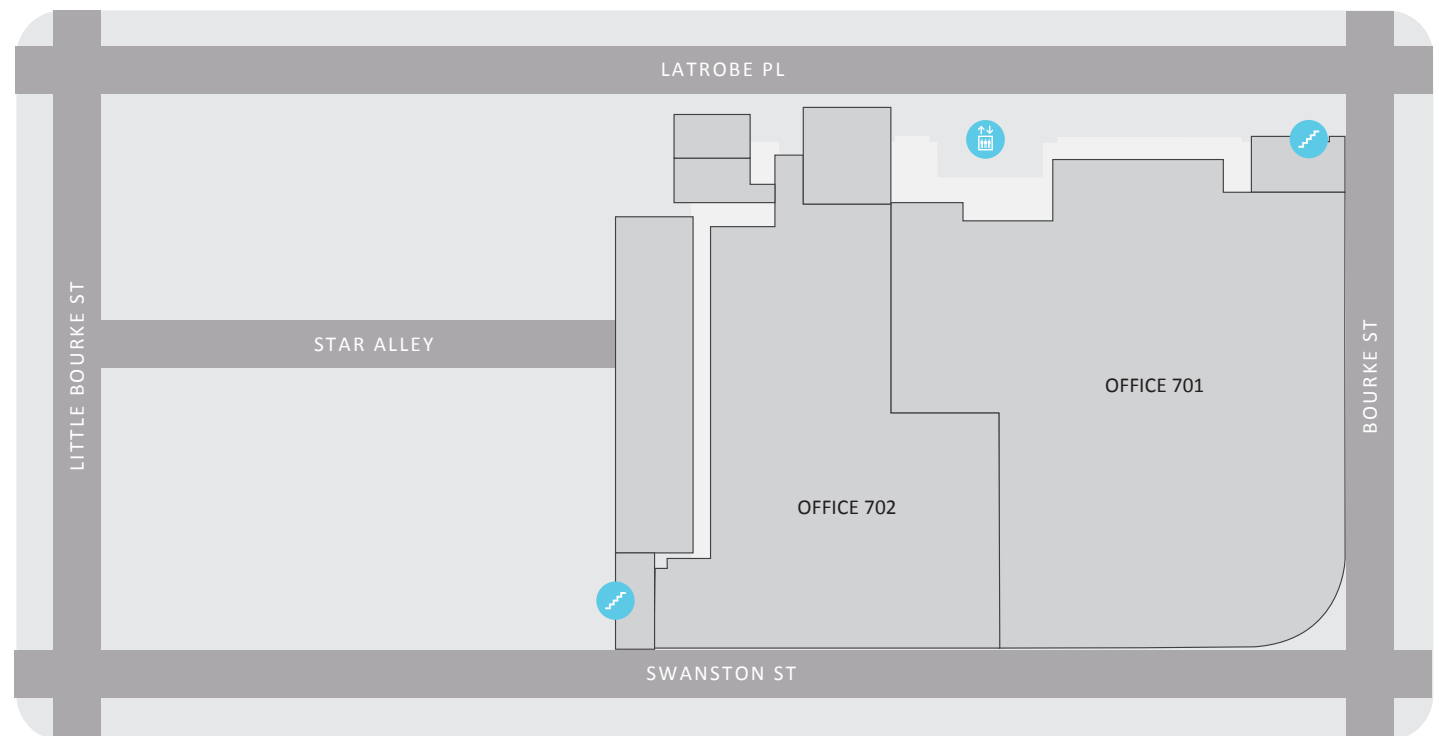 LATROBE PL
LITTLE BOURKE ST
STAR ALLEY
BOURKE ST
OFFICE 701
OFFICE 702
SWANSTON ST